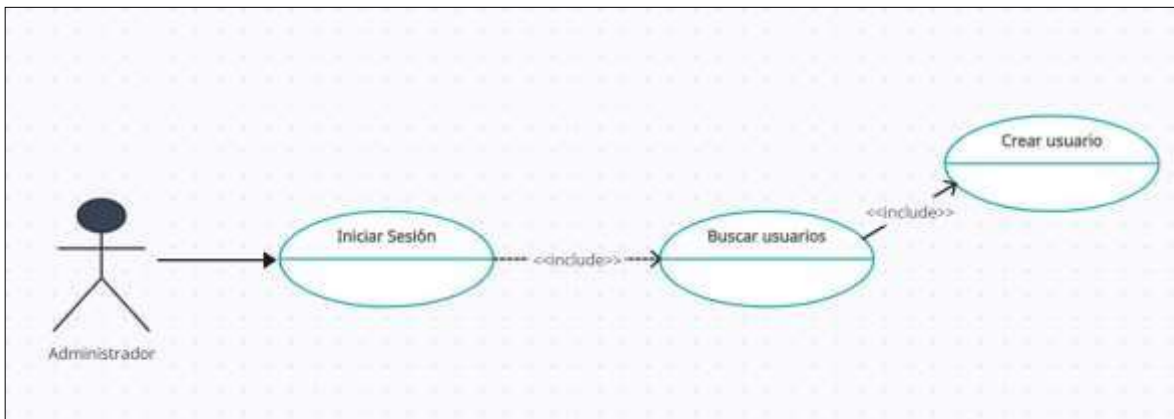 Crear usuario
<<include>>
Iniciar Sesión
Buscar usuarios
<<include>>
Administrador